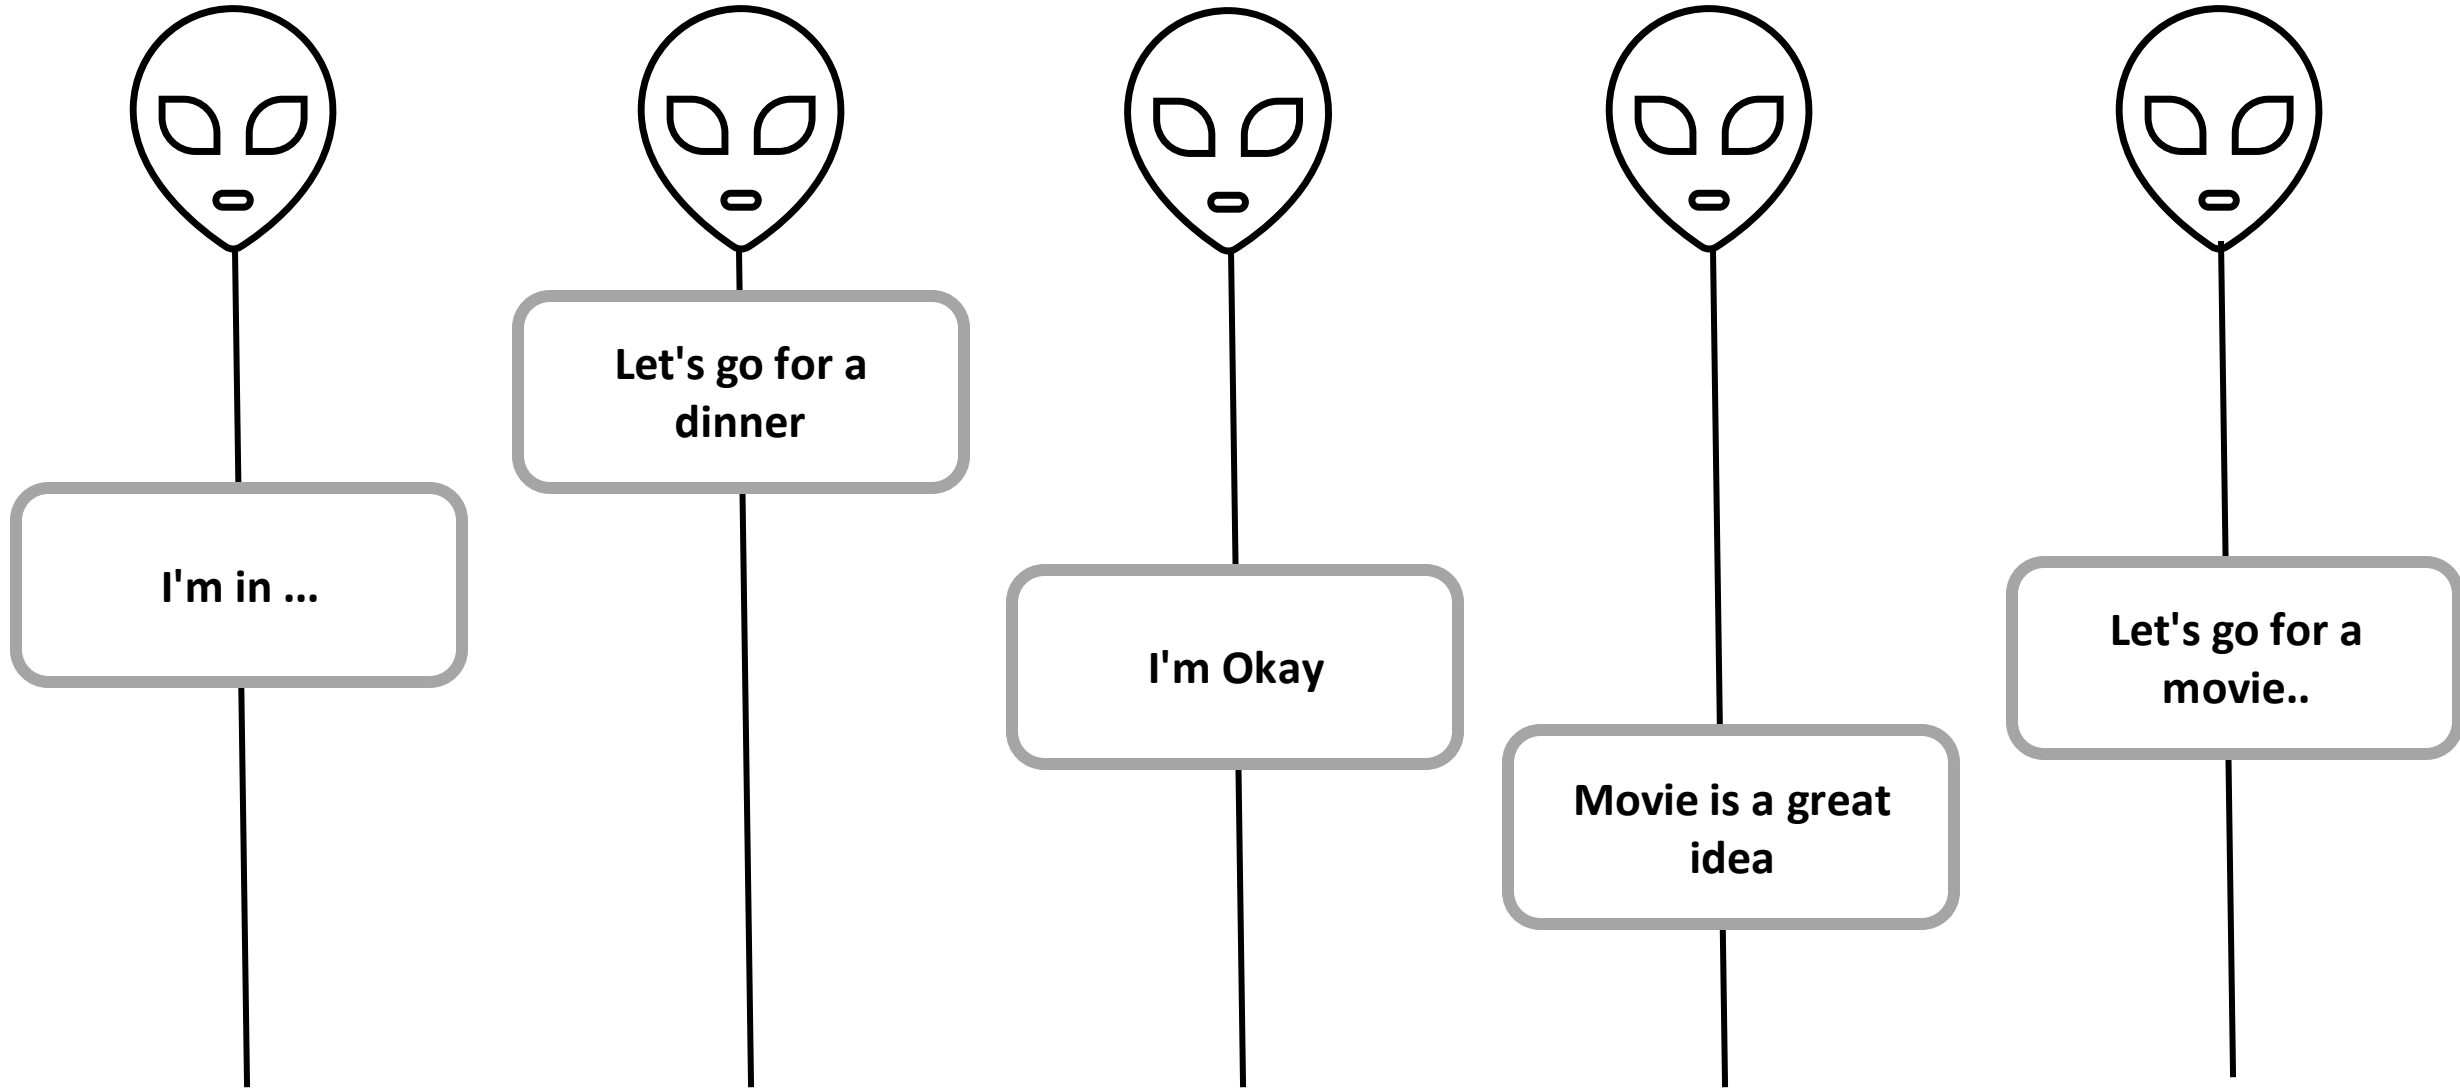 I'm in ...
Let's go for a
dinner
I'm Okay
Movie is a great
idea
Let's go for a
movie..